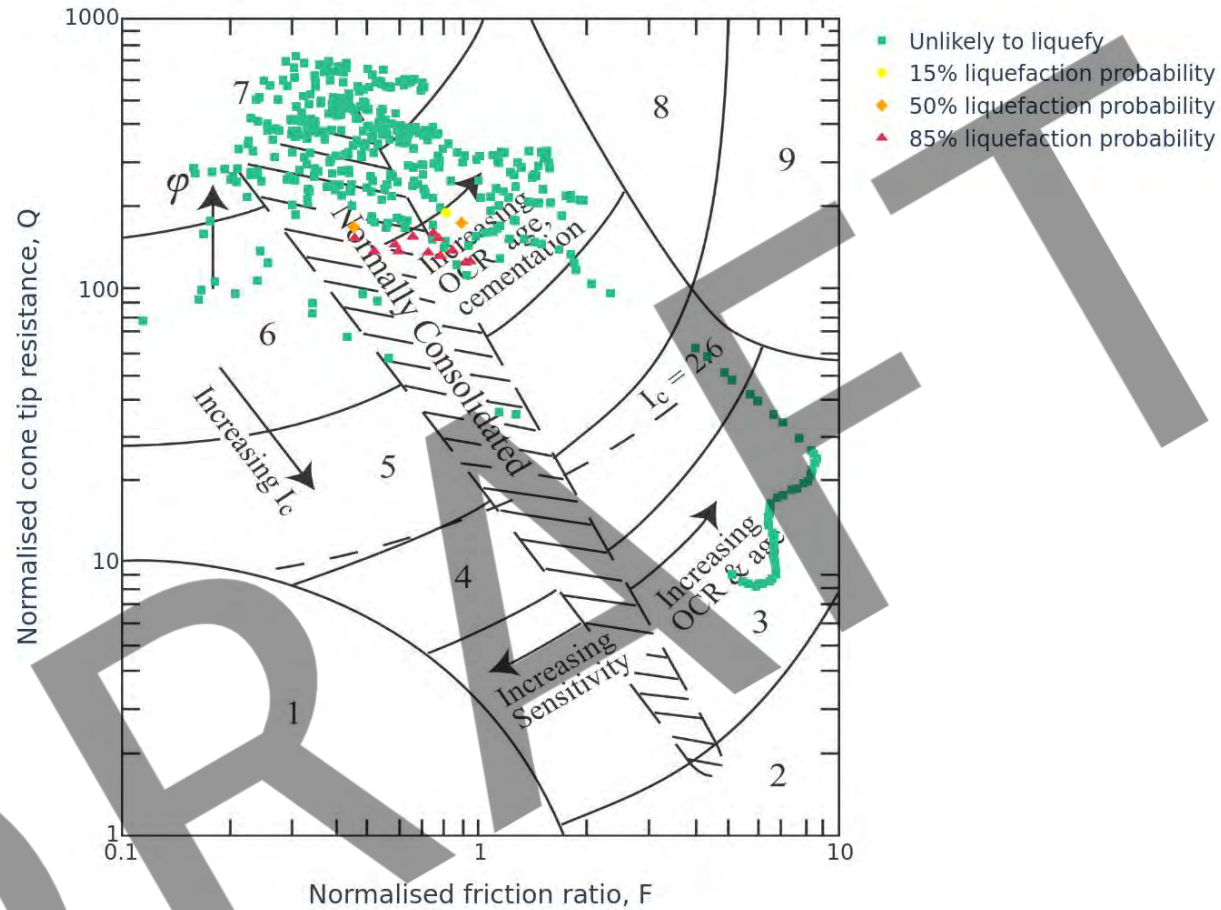 1000
Unlikely to liquefy
15% liquefaction probability
50% liquefaction probability
85% liquefaction probability
7
8
9
φ
Normalised cone tip resistance, Q
Normally Consolidated
Increasing
OCR, age,
cementation
100
6
I_c = 2.6
Increasing I_c
5
10
4
Increasing
OCR & age
3
Increasing
Sensitivity
1
2
1
0.1
1
10
Normalised friction ratio, F
DRAFT